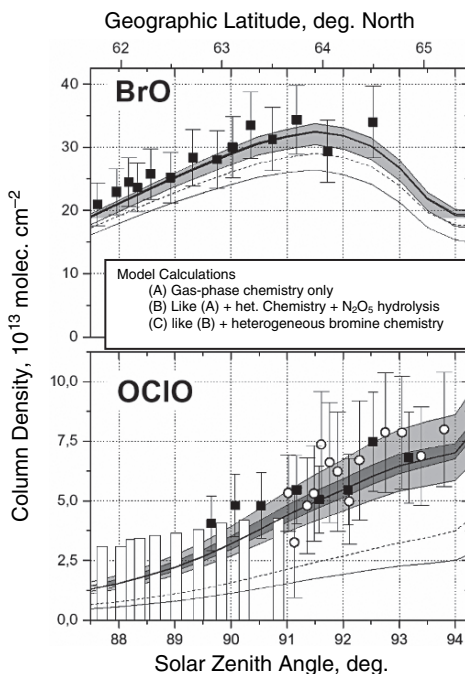 Geographic Latitude, deg. North
62 63 64 65
40
BrO
30
20
10
0
Model Calculations
(A) Gas-phase chemistry only
(B) Like (A) + het. Chemistry + N₂O₅ hydrolysis
(C) like (B) + heterogeneous bromine chemistry
Column Density, 10¹³ molec. cm⁻²
10,0
OClO
7,5
5,0
2,5
0,0
88 89 90 91 92 93 94
Solar Zenith Angle, deg.